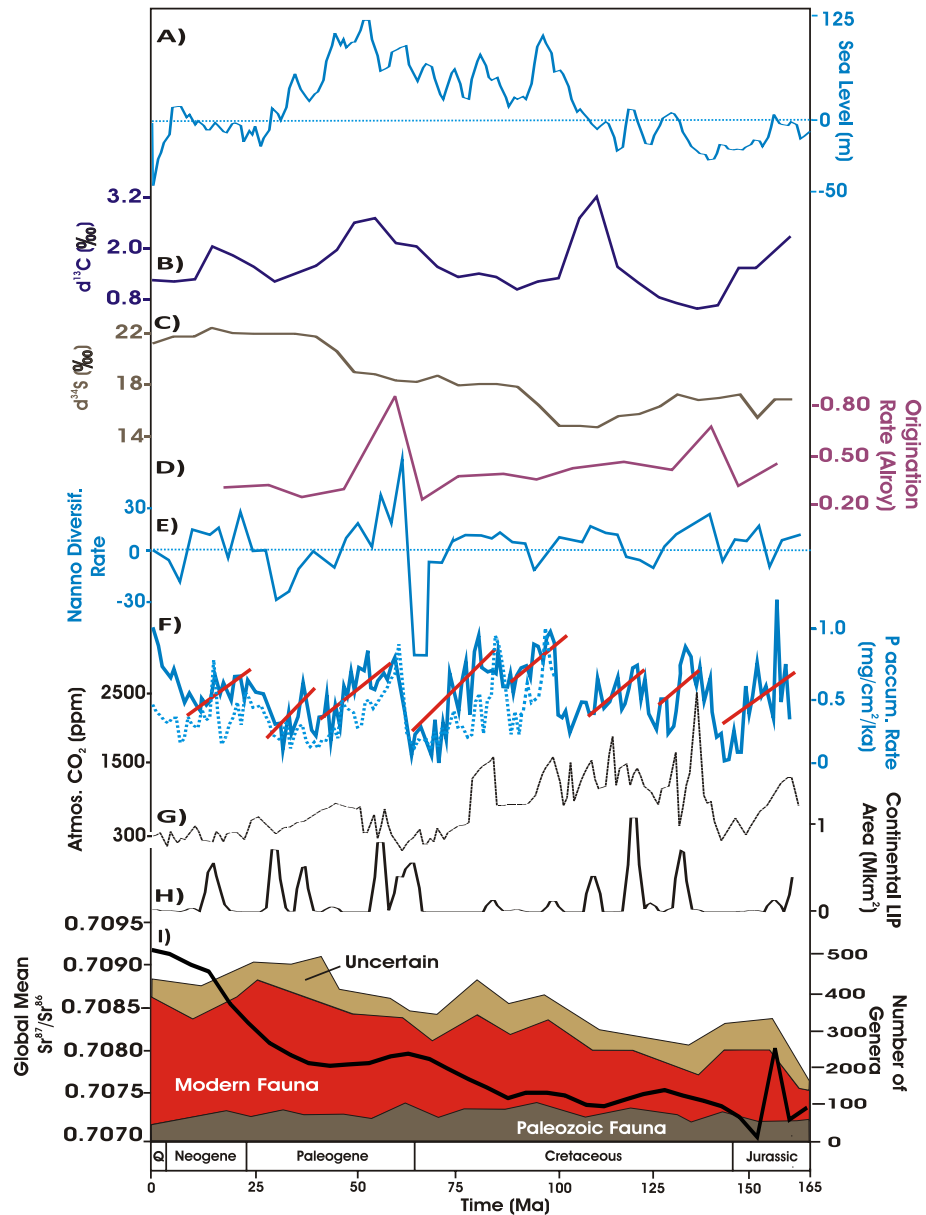 A)
125
0
-50
Sea Level (m)
3.2
2.0
0.8
d¹³C (‰)
B)
C)
22
18
14
d³⁴S (‰)
0.80
0.50
0.20
Origination
Rate (Alroy)
D)
E)
30
0
-30
Nanno Diversif.
Rate
F)
1.0
0.5
0
P accum. Rate
(mg/cm²/ka)
2500
1500
300
Atmos. CO₂ (ppm)
G)
1
0
Continental LIP
Area (Mkm²)
H)
I)
0.7095
0.7090
0.7085
0.7080
0.7075
0.7070
Global Mean
Sr⁸⁷/Sr⁸⁶
500
400
300
200
100
0
Number of
Genera
Uncertain
Modern Fauna
Paleozoic Fauna
Q Neogene Paleogene Cretaceous Jurassic
0 25 50 75 100 125 150 165
Time (Ma)